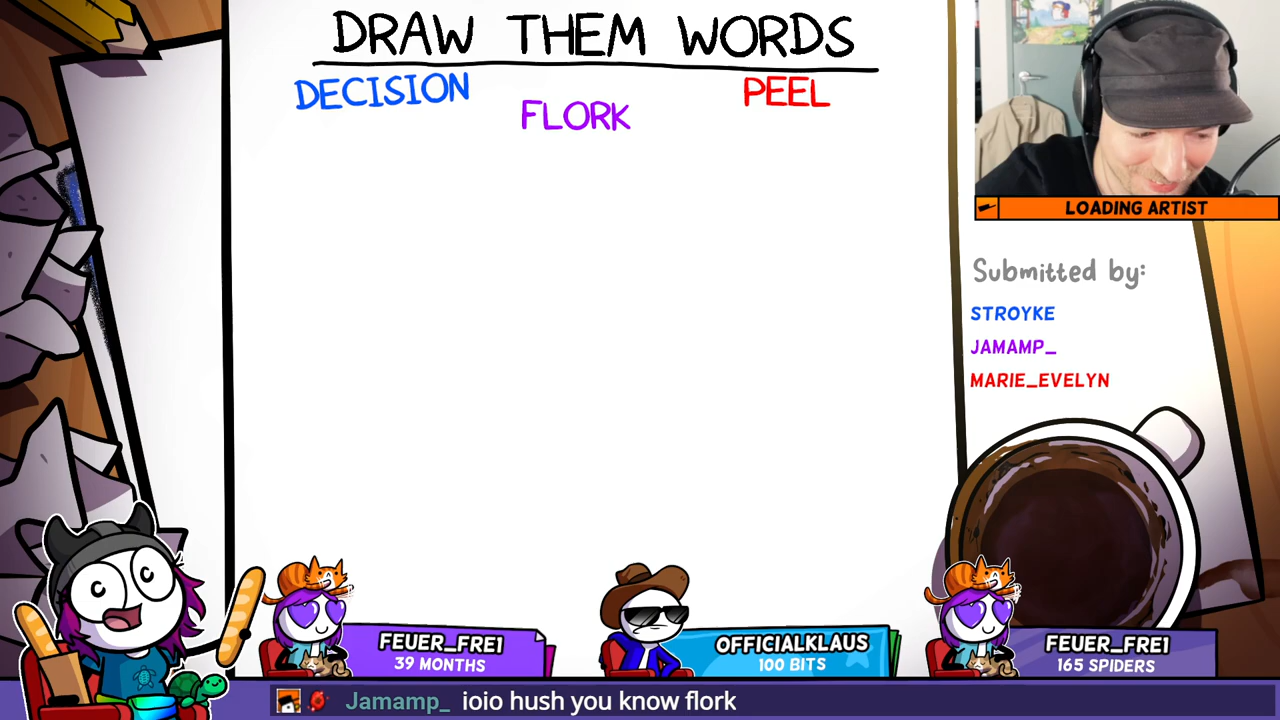 DRAW THEM WORDS
DECISION
FLORK
PEEL
LOADING ARTIST
Submitted by:
STROYKE
JAMAMP_
MARIE_EVELYN
FEUER_FREI
39 MONTHS
OFFICIALKLAUS
100 BITS
FEUER_FREI
165 SPIDERS
Jamamp_ ioio hush you know flork